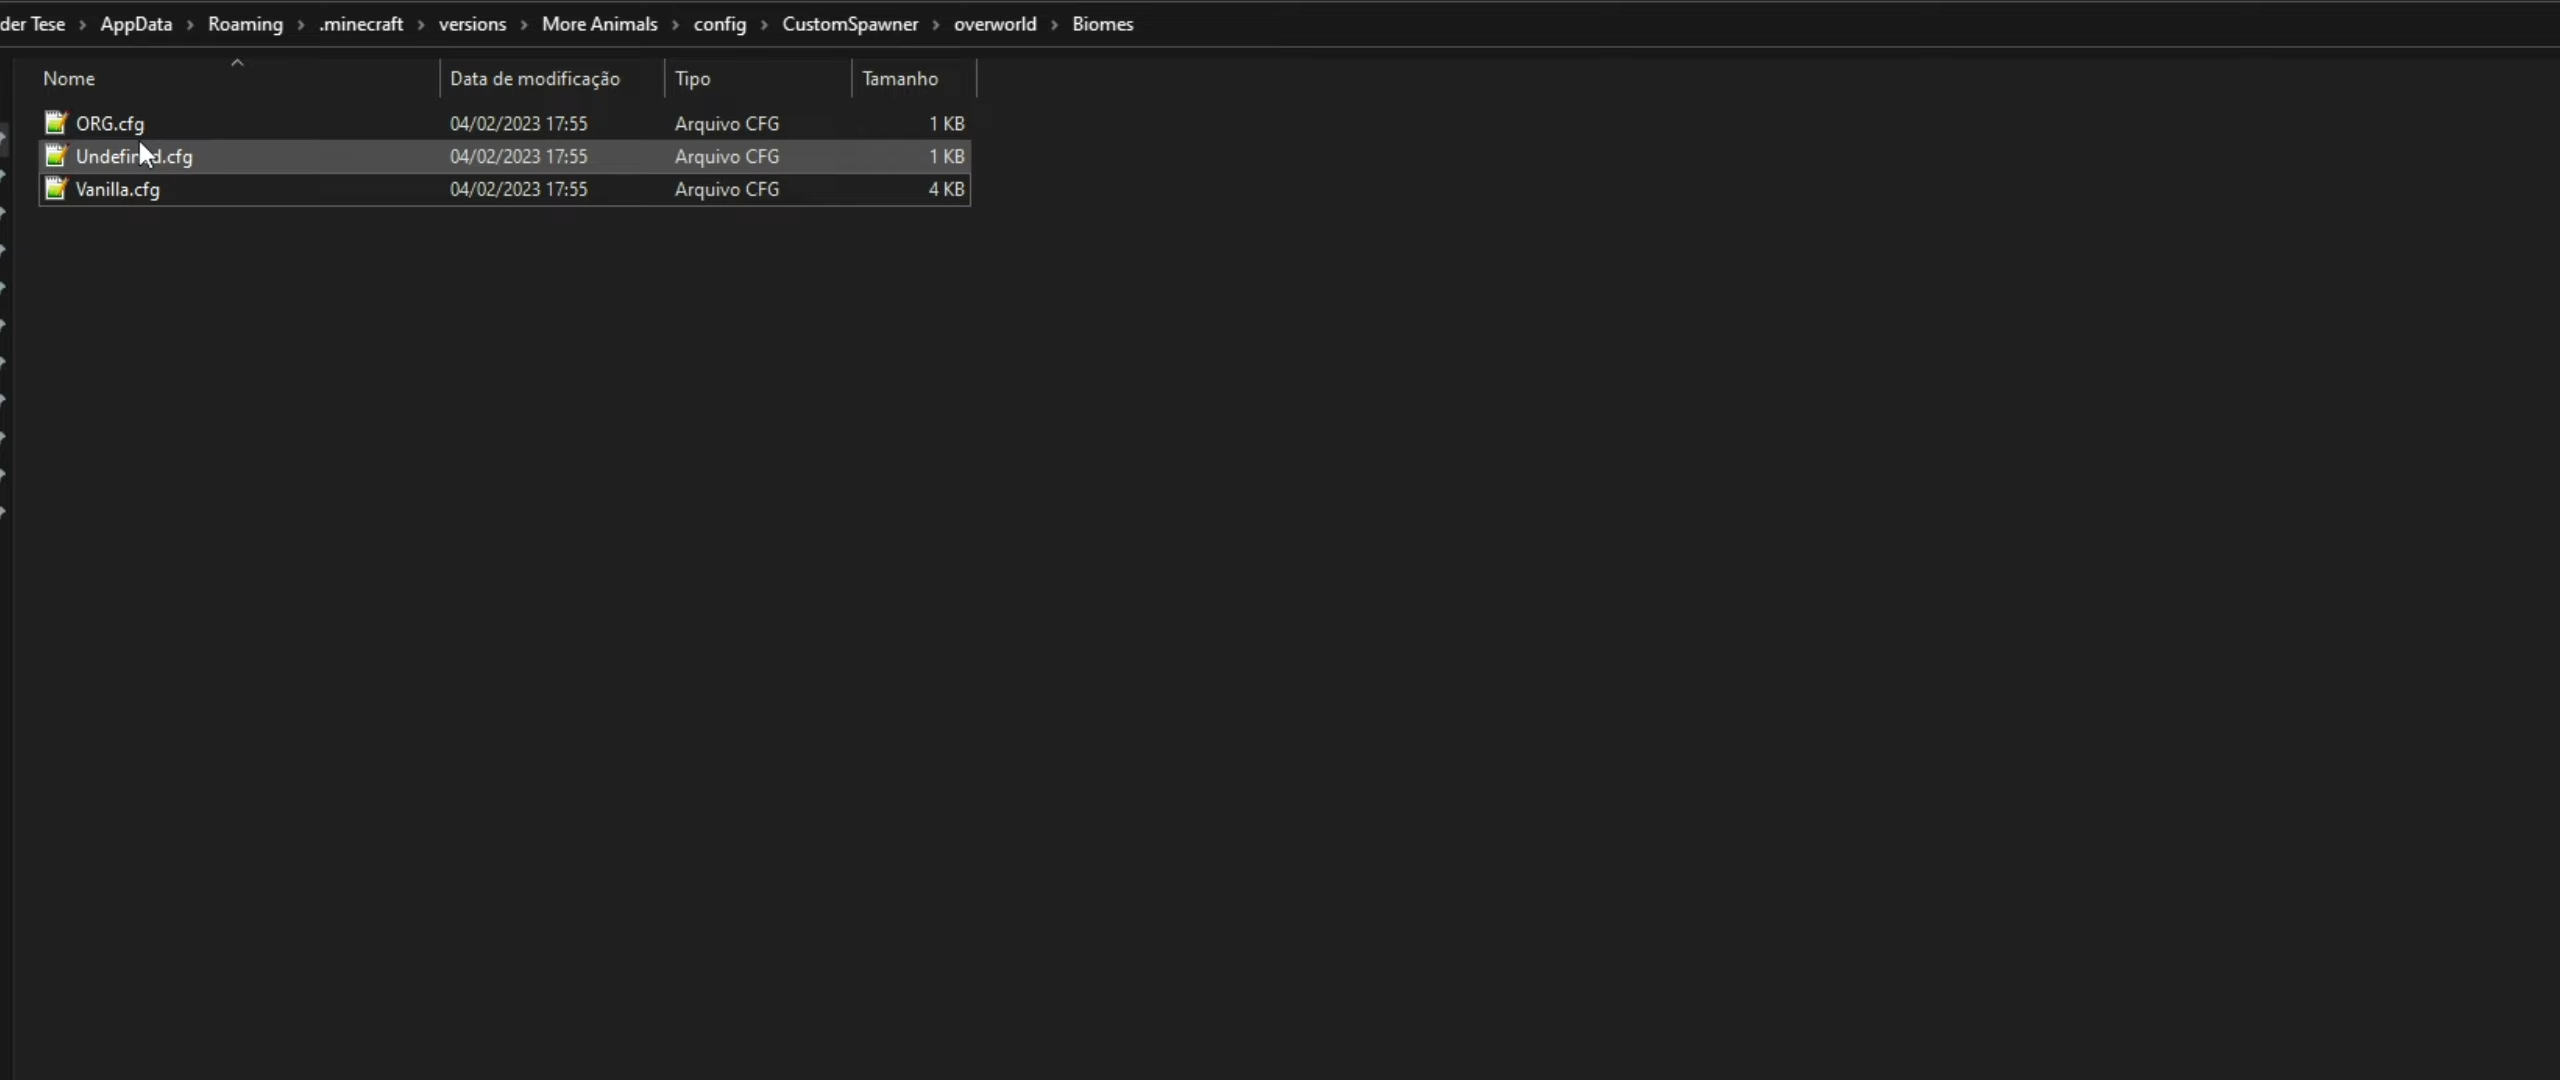 der Tese > AppData > Roaming > .minecraft > versions > More Animals > config > CustomSpawner > overworld > Biomes
Nome Data de modificação Tipo Tamanho
ORG.cfg 04/02/2023 17:55 Arquivo CFG 1 KB
Undefined.cfg 04/02/2023 17:55 Arquivo CFG 1 KB
Vanilla.cfg 04/02/2023 17:55 Arquivo CFG 4 KB